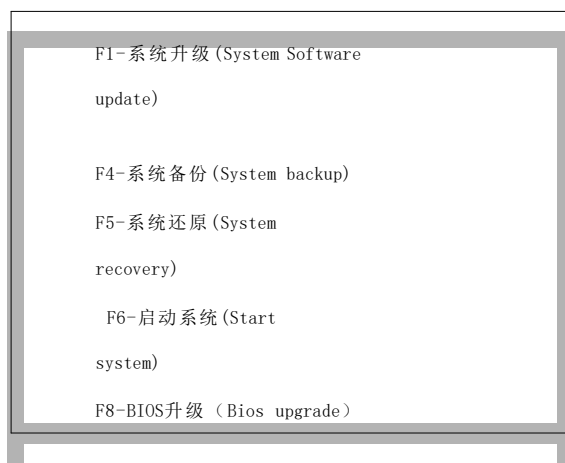 F1-系统升级(System Software
update)
F4-系统备份(System backup)
F5-系统还原(System
recovery)
F6-启动系统(Start
system)
F8-BIOS升级（Bios upgrade）